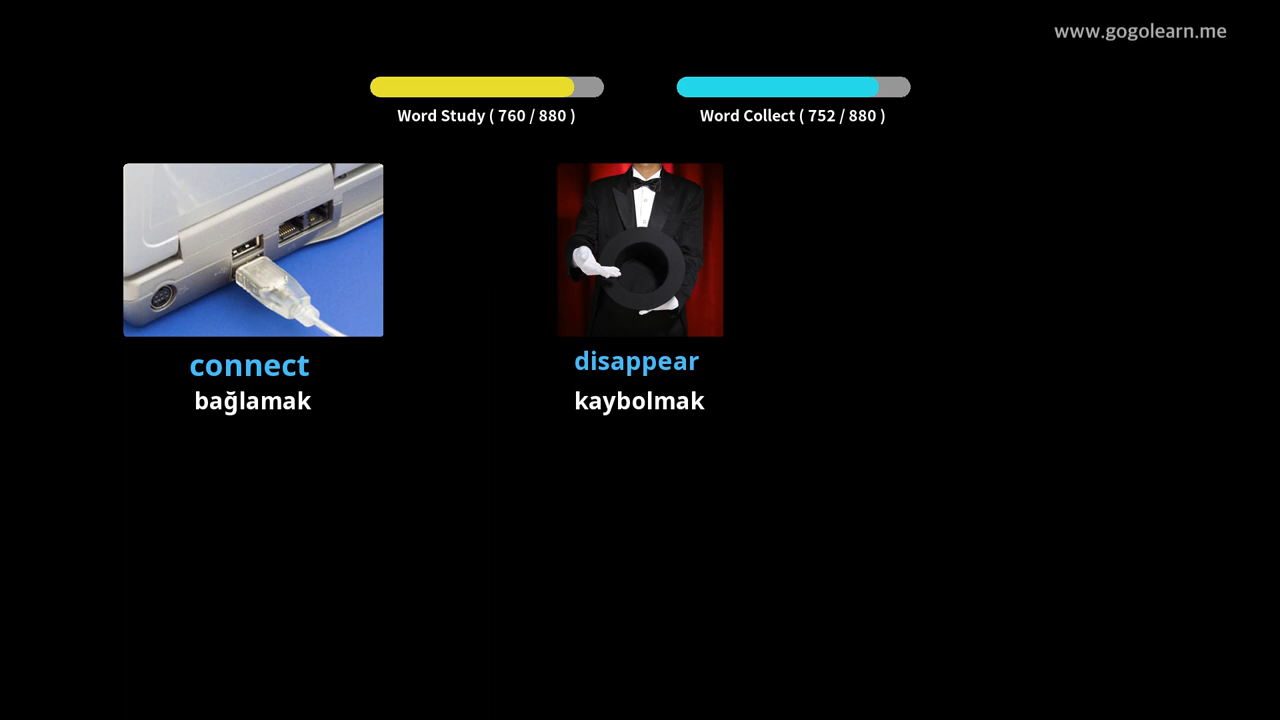 www.gogolearn.me
Word Study ( 760 / 880 )
Word Collect ( 752 / 880 )
connect
bağlamak
disappear
kaybolmak